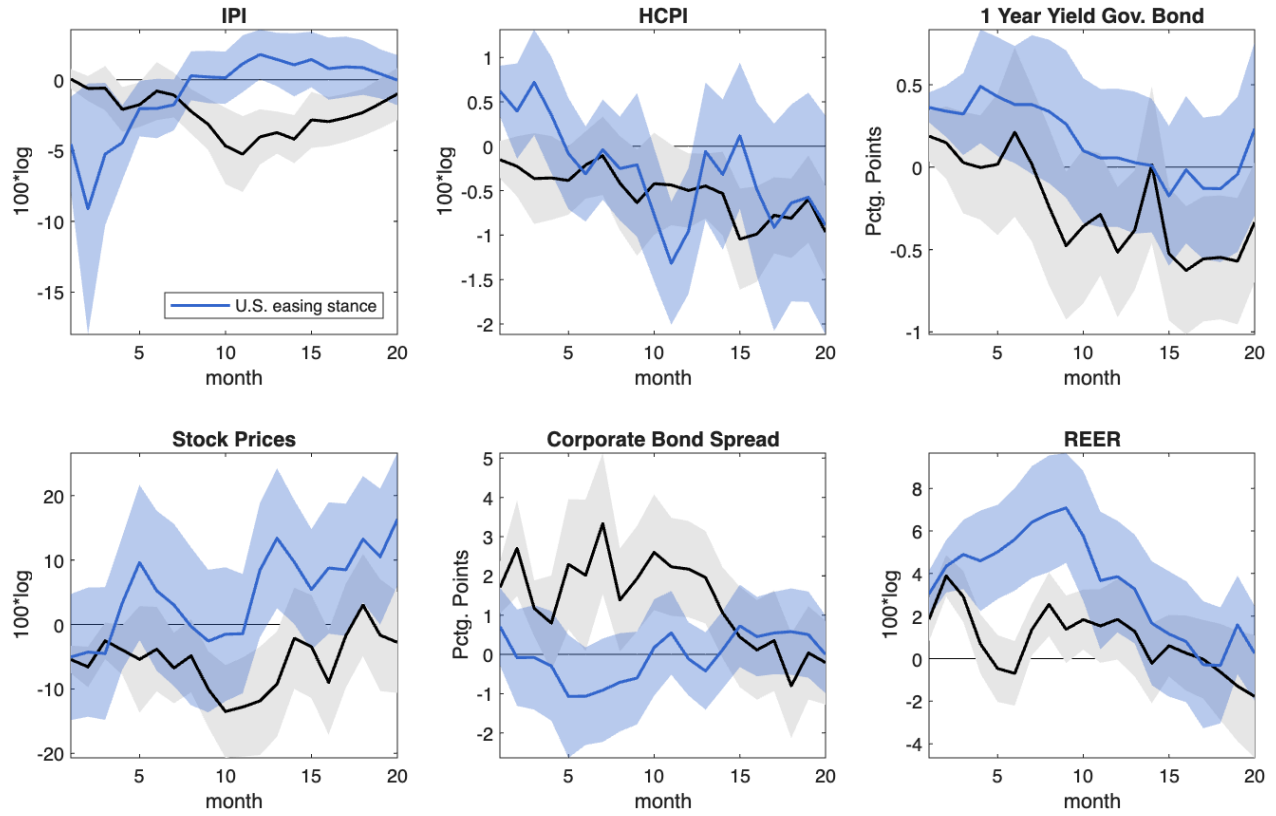 IPI
100*log
0
-5
-10
-15
U.S. easing stance
5 10 15 20
month
HCPI
100*log
1
0.5
0
-0.5
-1
-1.5
-2
5 10 15 20
month
1 Year Yield Gov. Bond
Pctg. Points
0.5
0
-0.5
-1
5 10 15 20
month
Stock Prices
100*log
20
10
0
-10
-20
5 10 15 20
month
Corporate Bond Spread
Pctg. Points
5
4
3
2
1
0
-1
-2
5 10 15 20
month
REER
100*log
8
6
4
2
0
-2
-4
5 10 15 20
month